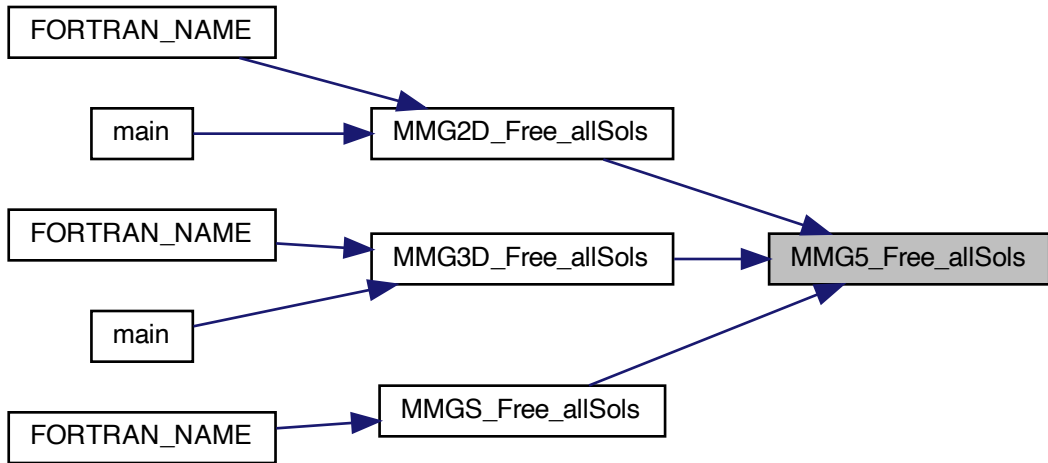 FORTRAN_NAME
main
MMG2D_Free_allSols
FORTRAN_NAME
MMG3D_Free_allSols
MMG5_Free_allSols
main
MMGS_Free_allSols
FORTRAN_NAME